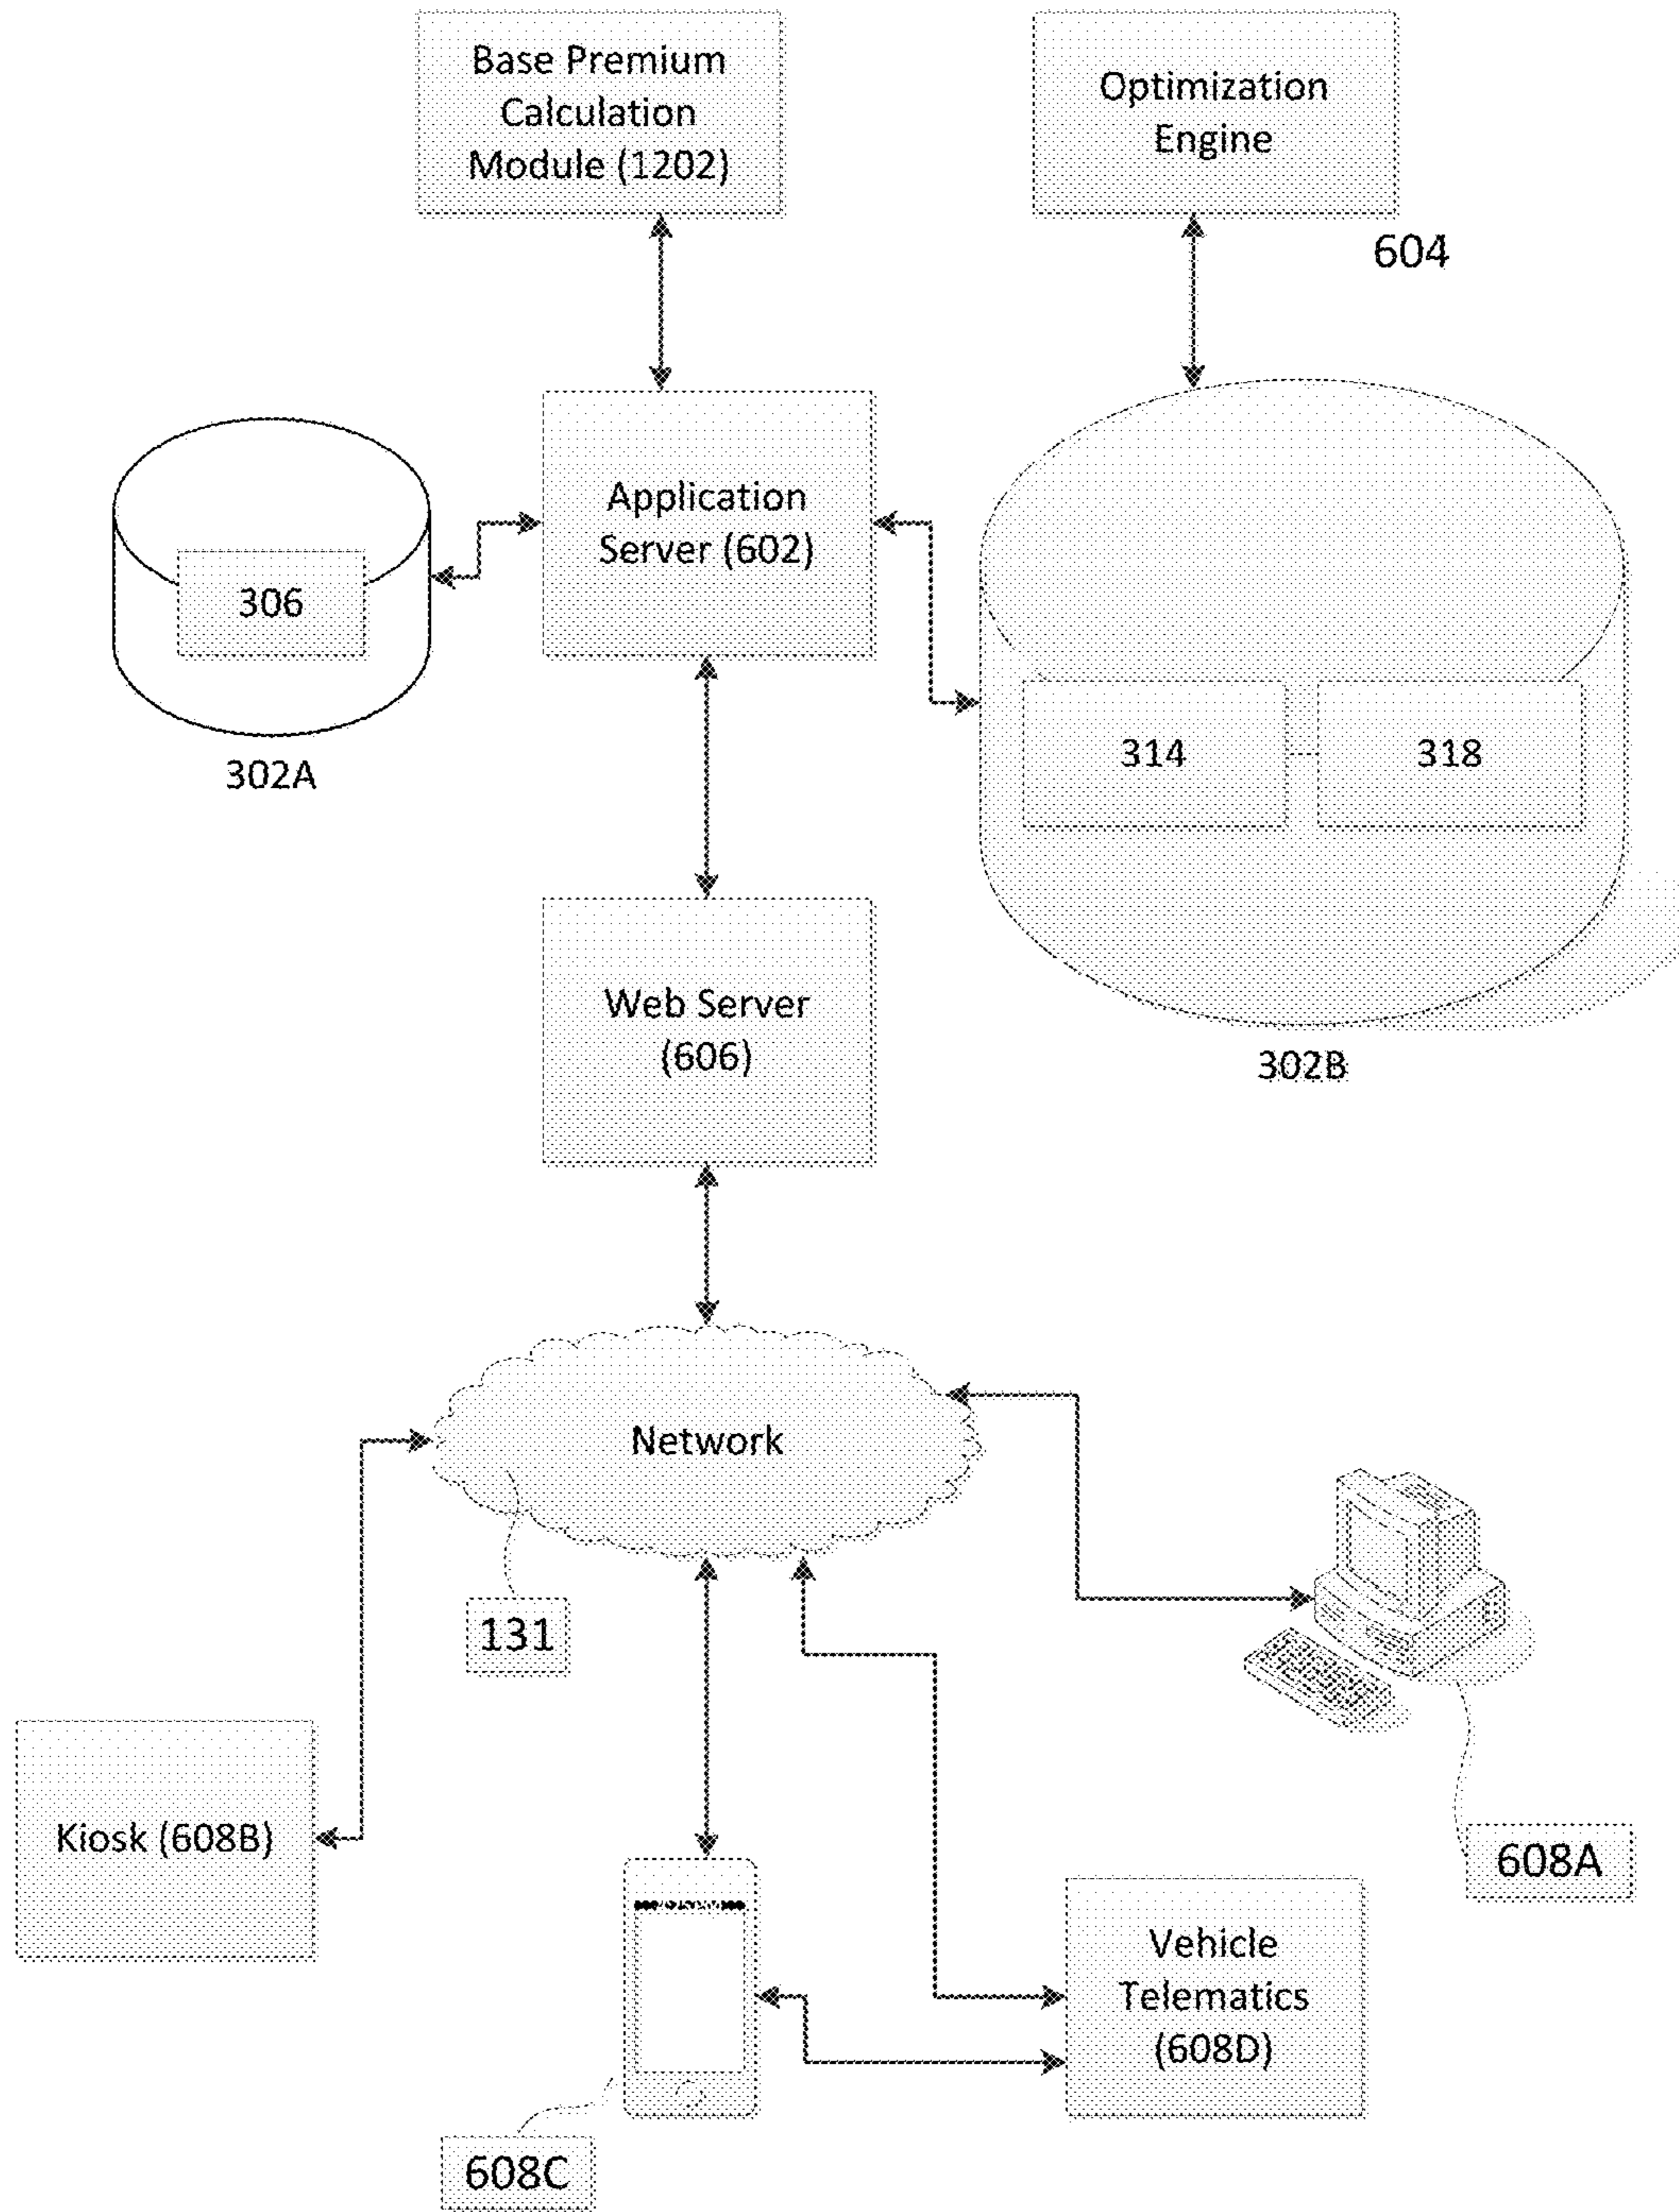 Base Premium
Calculation
Module (1202)
Optimization
Engine
604
Application
Server (602)
306
302A
314
318
302B
Web Server
(606)
Network
131
Kiosk (608B)
608A
Vehicle
Telematics
(608D)
608C